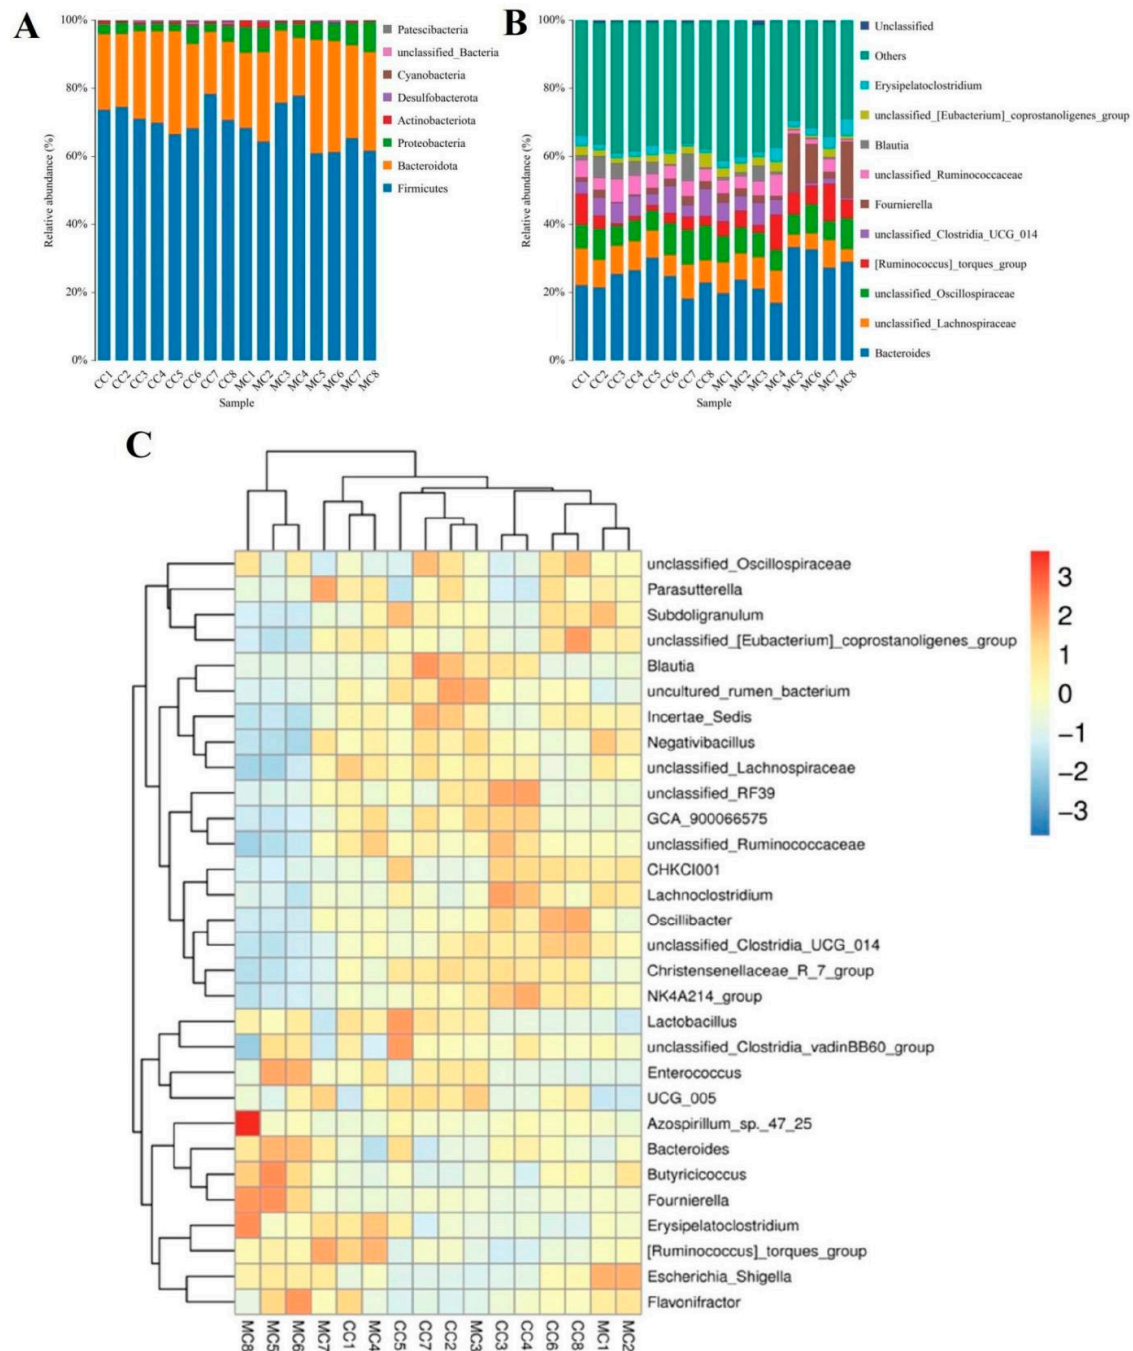 A
100%
80%
60%
40%
20%
0%
Relative abundance (%)
CC1 CC2 CC3 CC4 CC5 CC6 CC7 CC8 MC1 MC2 MC3 MC4 MC5 MC6 MC7 MC8
Sample
Patescibacteria
unclassified_Bacteria
Cyanobacteria
Desulfobacterota
Actinobacteriota
Proteobacteria
Bacteroidota
Firmicutes
B
100%
80%
60%
40%
20%
0%
Relative abundance (%)
CC1 CC2 CC3 CC4 CC5 CC6 CC7 CC8 MC1 MC2 MC3 MC4 MC5 MC6 MC7 MC8
Sample
Unclassified
Others
Erysipelatoclostridium
unclassified_[Eubacterium]_coprostanoligenes_group
Blautia
unclassified_Ruminococcaceae
Fournierella
unclassified_Clostridia_UCG_014
[Ruminococcus]_torques_group
unclassified_Oscillospiraceae
unclassified_Lachnospiraceae
Bacteroides
C
unclassified_Oscillospiraceae
Parasutterella
Subdoligranulum
unclassified_[Eubacterium]_coprostanoligenes_group
Blautia
uncultured_rumen_bacterium
Incertae_Sedis
Negativibacillus
unclassified_Lachnospiraceae
unclassified_RF39
GCA_900066575
unclassified_Ruminococcaceae
CHKCI001
Lachnoclostridium
Oscillibacter
unclassified_Clostridia_UCG_014
Christensenellaceae_R_7_group
NK4A214_group
Lactobacillus
unclassified_Clostridia_vadinBB60_group
Enterococcus
UCG_005
Azospirillum_sp._47_25
Bacteroides
Butyricicoccus
Fournierella
Erysipelatoclostridium
[Ruminococcus]_torques_group
Escherichia_Shigella
Flavonifractor
MC8 MC5 MC6 MC7 CC1 MC4 CC5 CC7 CC2 MC3 CC3 CC4 CC6 CC8 MC1 MC2
3
2
1
0
−1
−2
−3